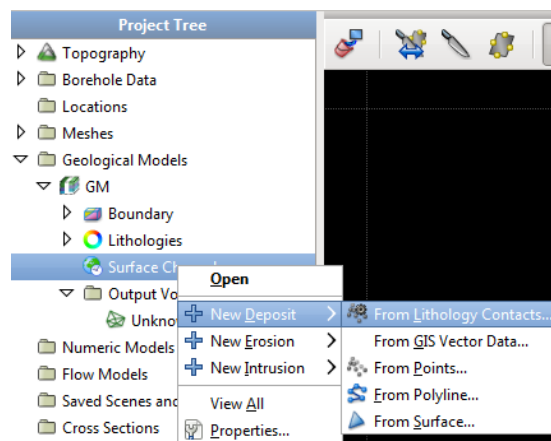 Project Tree
Topography
Borehole Data
Locations
Meshes
Geological Models
GM
Boundary
Lithologies
Surface Ch
Output Vo
Unkno
Numeric Models
Flow Models
Saved Scenes and
Cross Sections
Open
New Deposit
New Erosion
New Intrusion
View All
Properties...
From Lithology Contacts...
From GIS Vector Data...
From Points...
From Polyline...
From Surface...